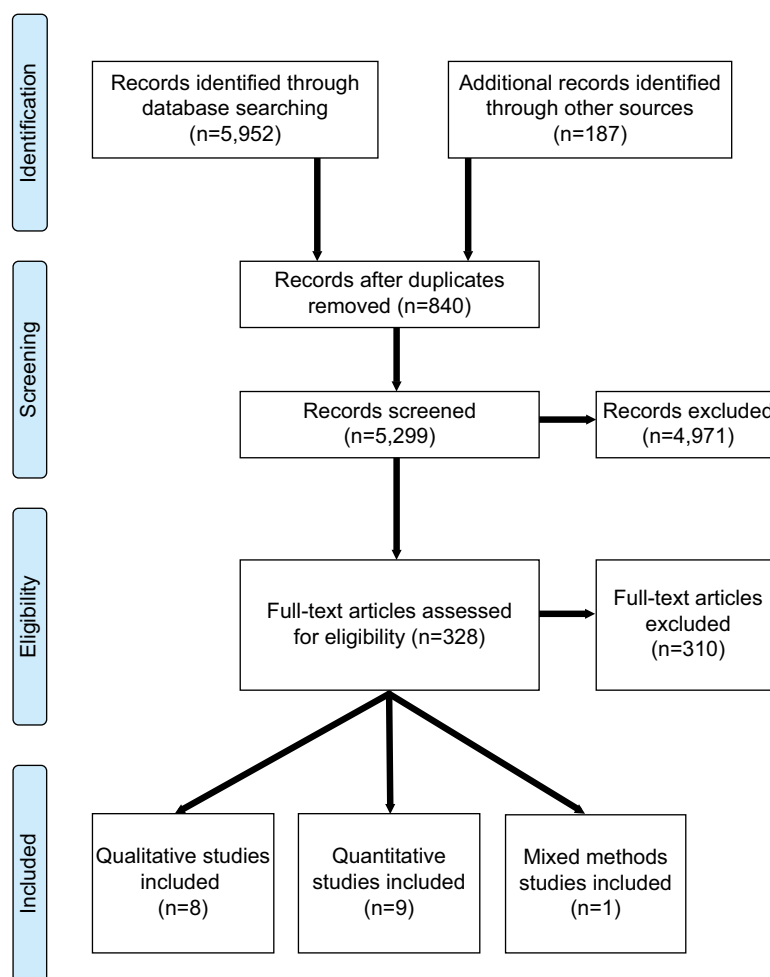 Identification
Records identified through
database searching
(n=5,952)
Additional records identified
through other sources
(n=187)
Screening
Records after duplicates
removed (n=840)
Records screened
(n=5,299)
Records excluded
(n=4,971)
Eligibility
Full-text articles assessed
for eligibility (n=328)
Full-text articles
excluded
(n=310)
Included
Qualitative studies
included
(n=8)
Quantitative
studies included
(n=9)
Mixed methods
studies included
(n=1)